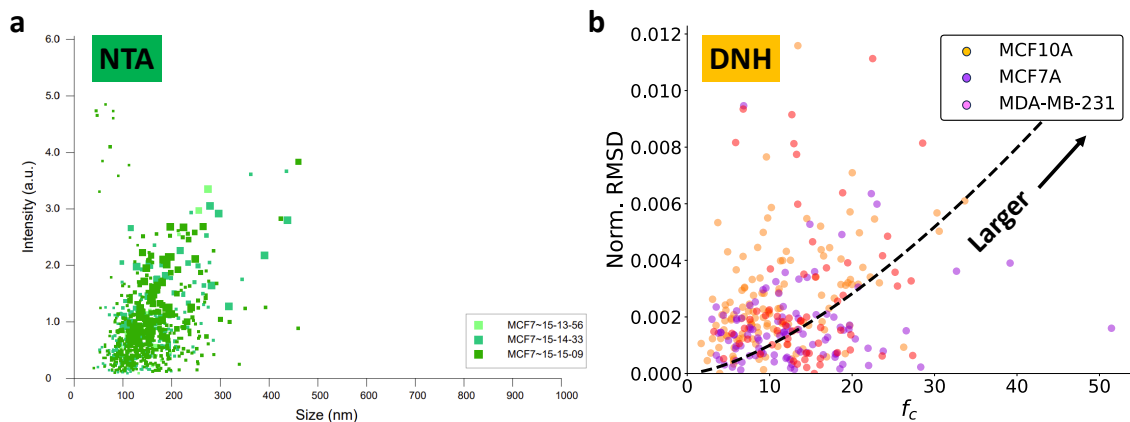 a
NTA
6.0
5.0
4.0
3.0
2.0
1.0
0
Intensity (a.u.)
0 100 200 300 400 500 600 700 800 900 1000
Size (nm)
MCF7~15-13-56
MCF7~15-14-33
MCF7~15-15-09
b
DNH
0.012
0.010
0.008
0.006
0.004
0.002
0.000
Norm. RMSD
0 10 20 30 40 50
fc
MCF10A
MCF7A
MDA-MB-231
Larger